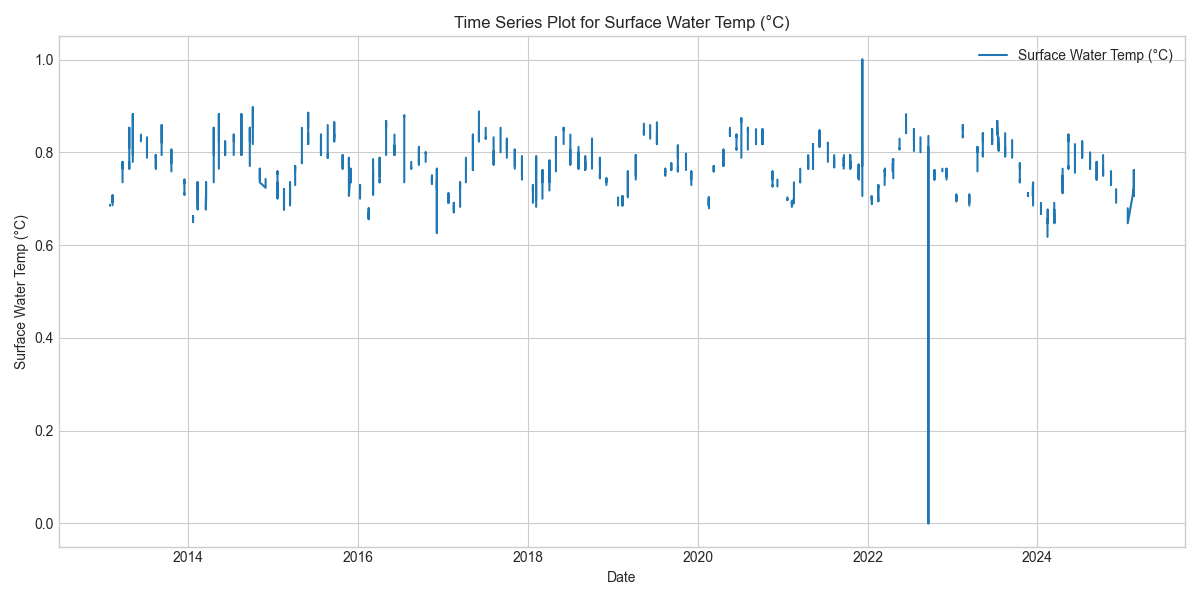 Time Series Plot for Surface Water Temp (°C)
Surface Water Temp (°C)
1.0
0.8
0.6
0.4
0.2
0.0
Surface Water Temp (°C)
2014 2016 2018 2020 2022 2024
Date